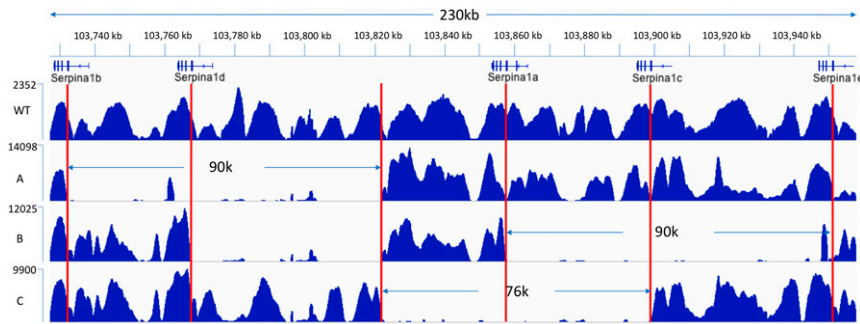 230kb
103,740 kb 103,760 kb 103,780 kb 103,800 kb 103,820 kb 103,840 kb 103,860 kb 103,880 kb 103,900 kb 103,920 kb 103,940 kb
Serpina1b Serpina1d Serpina1a Serpina1c Serpina1e
2352
WT
14098
A 90k
12025
B 90k
9900
C 76k